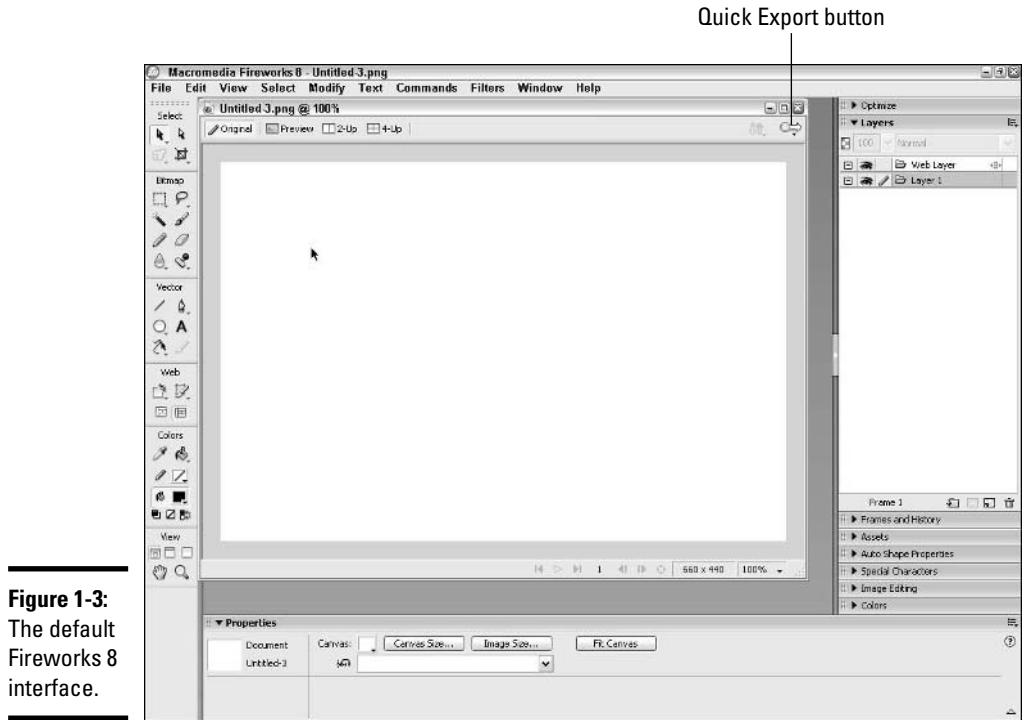 Quick Export button
Macromedia Fireworks 8 - Untitled-3.png
File Edit View Select Modify Text Commands Filters Window Help
Select
Untitled-3.png @ 100%
Original Preview 2-Up 4-Up
Bitmap
Vector
A
Web
Colors
View
1 660 x 440 100%
Optimize
Layers
100 Normal
Web Layer
Layer 1
Frame 1
Frames and History
Assets
Auto Shape Properties
Special Characters
Image Editing
Colors
Properties
Document Canvas: Canvas Size... Image Size... Fit Canvas
Untitled-3
Figure 1-3:
The default
Fireworks 8
interface.